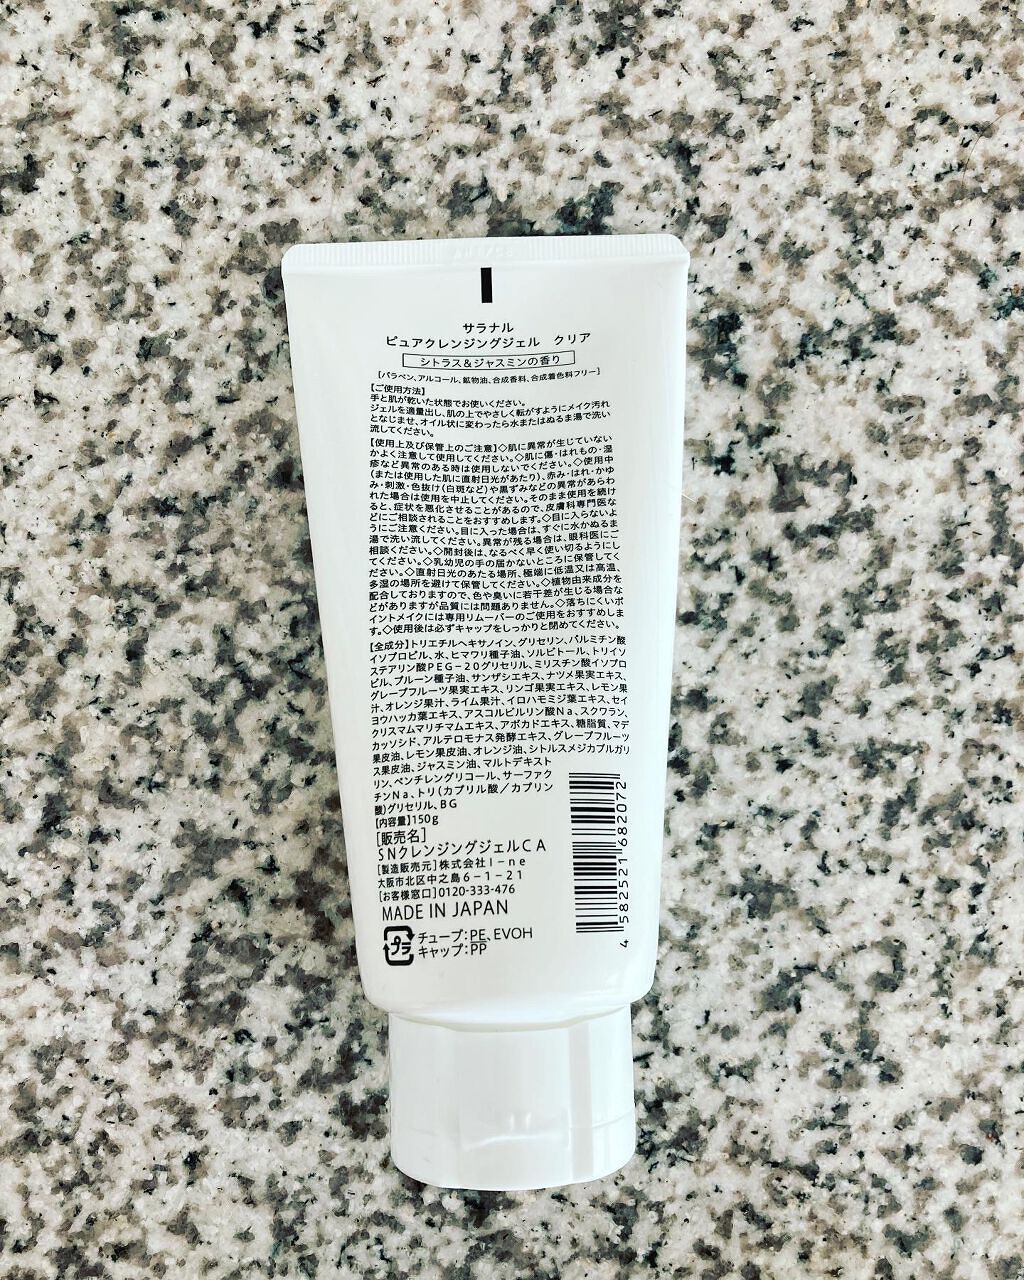 サラナル
ピュアクレンジングジェル クリア
シトラス＆ジャスミンの香り
［パラベン、アルコール、鉱物油、合成香料、合成着色料フリー］
【ご使用方法】
手と肌が乾いた状態でお使いください。
ジェルを適量出し、肌の上でやさしく転がすようにメイク汚れ
となじませ、オイル状に変わったら水またはぬるま湯で洗い
流してください。
【使用上及び保管上のご注意】◇肌に異常が生じていない
かよく注意して使用してください。◇肌に傷・はれもの・湿
疹など異常のある時は使用しないでください。◇使用中
（または使用した肌に直射日光があたり）、赤み・はれ・かゆ
み・刺激・色抜け（白斑など）や黒ずみなどの異常があらわ
れた場合は使用を中止してください。そのまま使用を続け
ると、症状を悪化させることがあるので、皮膚科専門医な
どにご相談されることをおすすめします。◇目に入らないよ
うにご注意ください。目に入った場合は、すぐに水かぬるま
湯で洗い流してください。異常が残る場合は、眼科医にご
相談ください。◇開封後は、なるべく早く使い切るようにし
てください。◇乳幼児の手の届かないところに保管してく
ださい。◇直射日光のあたる場所、極端に低温又は高温、
多湿の場所を避けて保管してください。◇植物由来成分を
配合しておりますので、色や臭いに若干差が生じる場合な
どがありますが品質には問題ありません。◇落ちにくいポ
イントメイクには専用リムーバーのご使用をおすすめしま
す。◇使用後は必ずキャップをしっかりと閉めてください。
【全成分】トリエチルヘキサノイン、グリセリン、パルミチン酸
イソプロピル、水、ヒマワリ種子油、ソルビトール、トリイソ
ステアリン酸ＰＥＧ－２０グリセリル、ミリスチン酸イソプロ
ピル、プルーン種子油、サンザシエキス、ナツメ果実エキス、
グレープフルーツ果実エキス、リンゴ果実エキス、レモン果
汁、オレンジ果汁、ライム果汁、イロハモミジ葉エキス、セイ
ヨウハッカ葉エキス、アスコルビルリン酸Ｎａ、スクワラン、
クリスマムマリチマムエキス、アボカドエキス、糖脂質、マデ
カッソシド、アルテロモナス発酵エキス、グレープフルーツ
果皮油、レモン果皮油、オレンジ油、シトルスメジカブルガリ
ス果皮油、ジャスミン油、マルトデキスト
リン、ペンチレングリコール、サーファク
チンＮａ、トリ（カプリル酸／カプリン
酸）グリセリル、ＢＧ
【内容量】150g
［販売名］
ＳＮクレンジングジェルＣＡ
［製造販売元］株式会社Ｉ－ｎｅ
大阪市北区中之島６－１－２１
［お客様窓口］0120-333-476
MADE IN JAPAN
プラ
チューブ：PE、EVOH
キャップ：PP
4 582521 682072